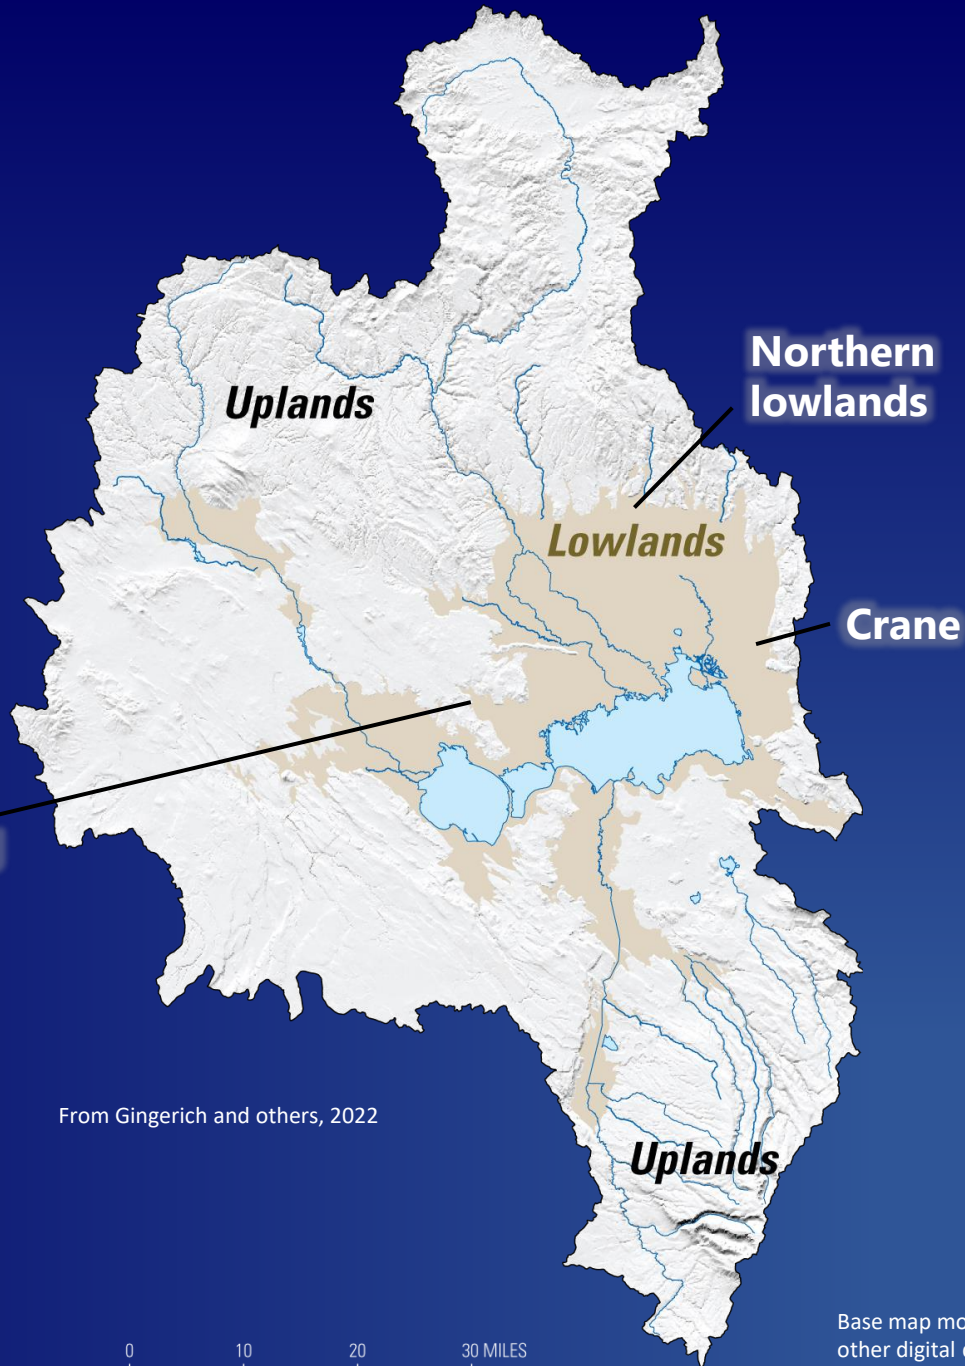 Northern
lowlands
Uplands
Lowlands
Crane
From Gingerich and others, 2022
Uplands
0 10 20 30 MILES
Base map mo
other digital